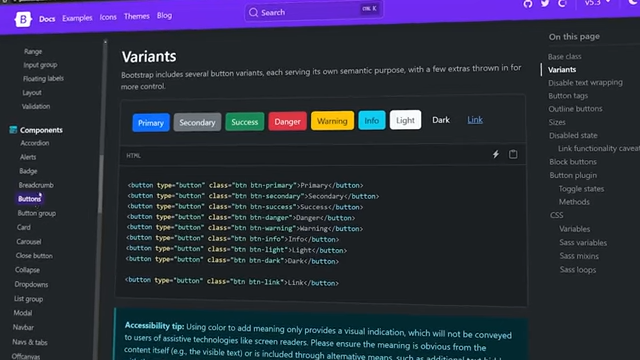 B Docs Examples Icons Themes Blog
Search
CTRL K
v5.3
Range
Input group
Floating labels
Layout
Validation
Components
Accordion
Alerts
Badge
Breadcrumb
Buttons
Button group
Card
Carousel
Close button
Collapse
Dropdowns
List group
Modal
Navbar
Navs & tabs
Offcanvas
Variants
Bootstrap includes several button variants, each serving its own semantic purpose, with a few extras thrown in for
more control.
Primary Secondary Success Danger Warning Info Light Dark Link
HTML
<button type="button" class="btn btn-primary">Primary</button>
<button type="button" class="btn btn-secondary">Secondary</button>
<button type="button" class="btn btn-success">Success</button>
<button type="button" class="btn btn-danger">Danger</button>
<button type="button" class="btn btn-warning">Warning</button>
<button type="button" class="btn btn-info">Info</button>
<button type="button" class="btn btn-light">Light</button>
<button type="button" class="btn btn-dark">Dark</button>
<button type="button" class="btn btn-link">Link</button>
Accessibility tip: Using color to add meaning only provides a visual indication, which will not be conveyed
to users of assistive technologies like screen readers. Please ensure the meaning is obvious from the
content itself (e.g., the visible text) or is included through alternative means, such as additional text
On this page
Base class
Variants
Disable text wrapping
Button tags
Outline buttons
Sizes
Disabled state
Link functionality caveat
Block buttons
Button plugin
Toggle states
Methods
CSS
Variables
Sass variables
Sass mixins
Sass loops